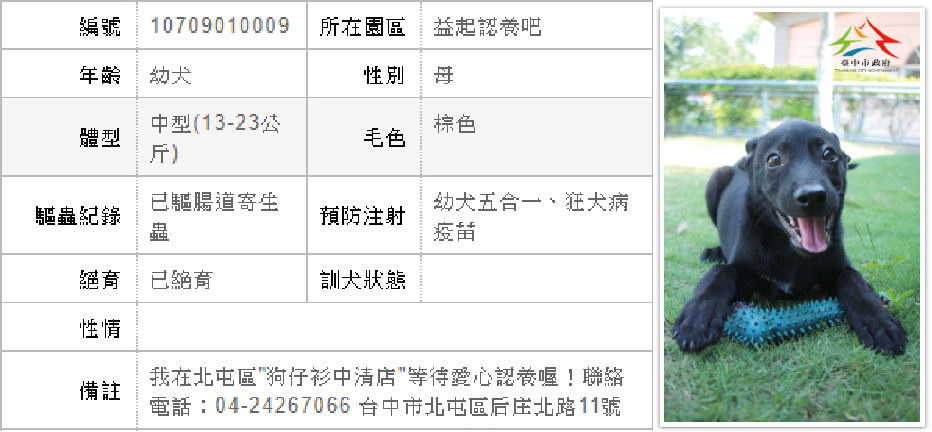 編號 10709010009 所在園區 益起認養吧
年齡 幼犬 性別 母
體型 中型(13-23公
斤) 毛色 棕色
驅蟲紀錄 已驅腸道寄生
蟲 預防注射 幼犬五合一、狂犬病
疫苗
絕育 已絕育 訓犬狀態
性情
備註 我在北屯區"狗仔衫中清店"等待愛心認養喔！聯絡
電話：04-24267066 台中市北屯區后庄北路11號
臺中市政府
TAICHUNG CITY GOVERNMENT